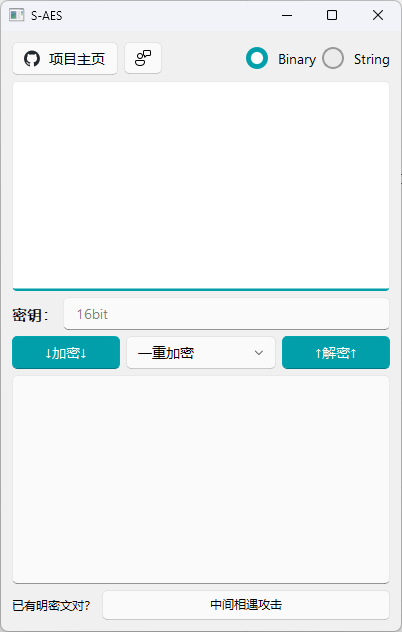 S-AES
项目主页 Binary String
密钥： 16bit
↓加密↓ 一重加密 ↑解密↑
已有明密文对？ 中间相遇攻击